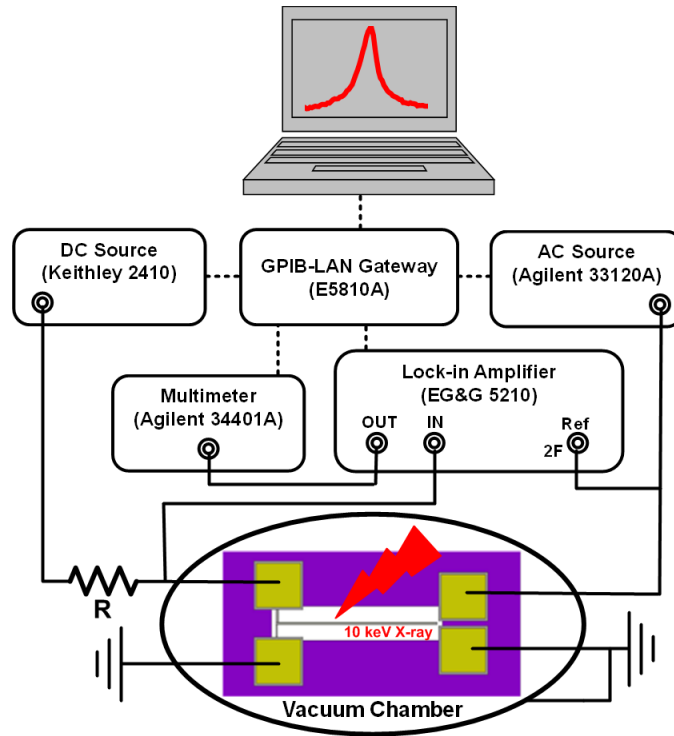 DC Source
(Keithley 2410)
GPIB-LAN Gateway
(E5810A)
AC Source
(Agilent 33120A)
Multimeter
(Agilent 34401A)
Lock-in Amplifier
(EG&G 5210)
OUT
IN
Ref
2F
R
10 keV X-ray
Vacuum Chamber